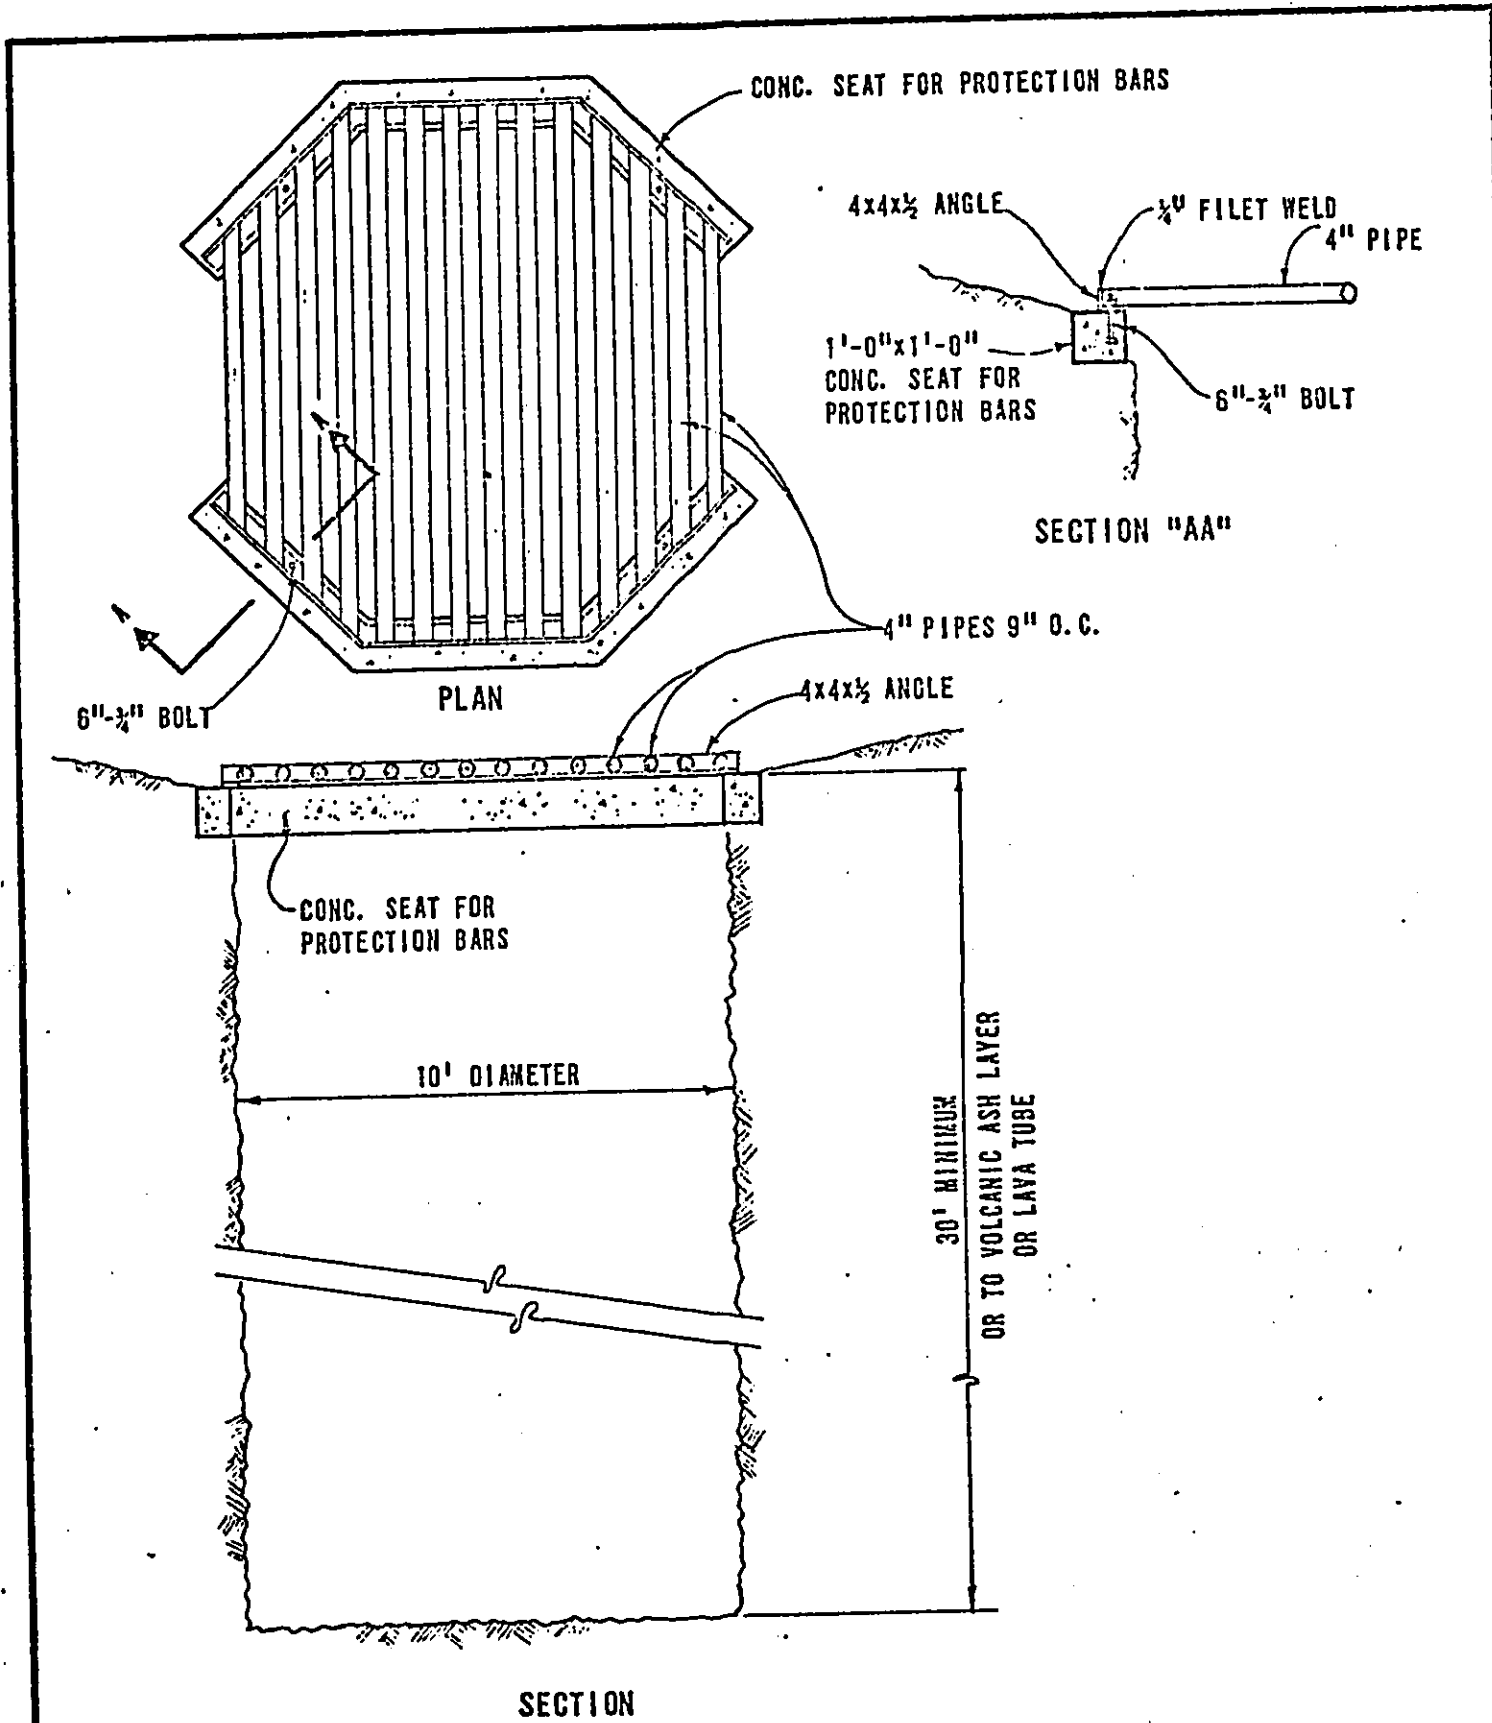 CONC. SEAT FOR PROTECTION BARS
4x4x½ ANGLE
¼" FILET WELD
4" PIPE
1'-0"x1'-0"
CONC. SEAT FOR
PROTECTION BARS
6"-¾" BOLT
SECTION "AA"
4" PIPES 9" O.C.
PLAN
4x4x½ ANGLE
6"-¾" BOLT
CONC. SEAT FOR
PROTECTION BARS
10' DIAMETER
30' MINIMUM
OR TO VOLCANIC ASH LAYER
OR LAVA TUBE
SECTION